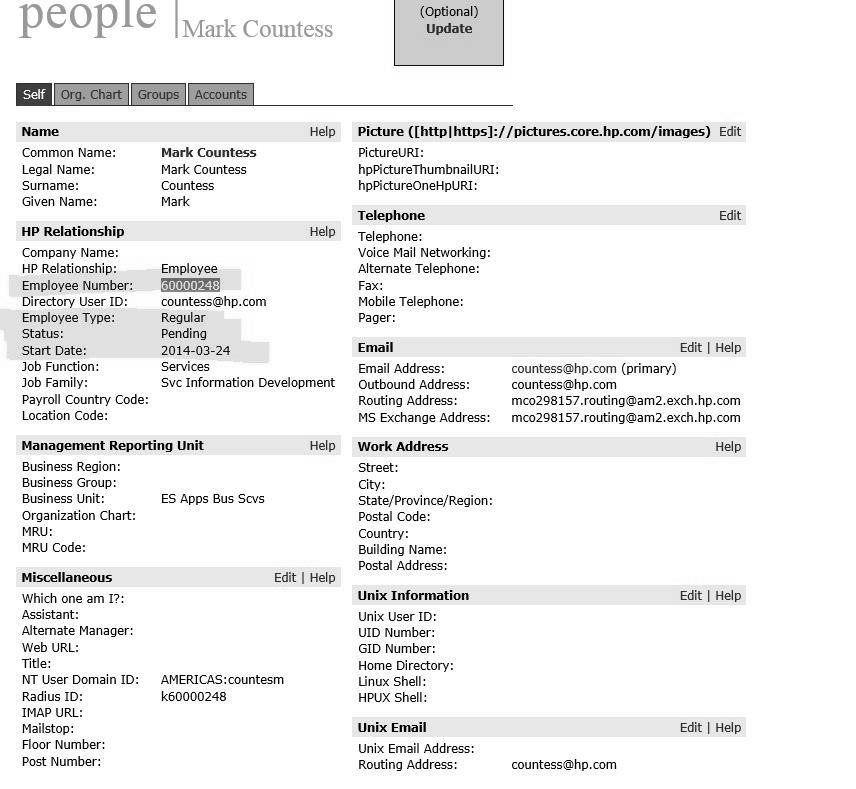 people | Mark Countess
(Optional)
Update
Self Org. Chart Groups Accounts
Name Help
Common Name: Mark Countess
Legal Name: Mark Countess
Surname: Countess
Given Name: Mark
HP Relationship Help
Company Name:
HP Relationship: Employee
Employee Number: 60000248
Directory User ID: countess@hp.com
Employee Type: Regular
Status: Pending
Start Date: 2014-03-24
Job Function: Services
Job Family: Svc Information Development
Payroll Country Code:
Location Code:
Management Reporting Unit Help
Business Region:
Business Group:
Business Unit: ES Apps Bus Scvs
Organization Chart:
MRU:
MRU Code:
Miscellaneous Edit | Help
Which one am I?:
Assistant:
Alternate Manager:
Web URL:
Title:
NT User Domain ID: AMERICAS:countesm
Radius ID: k60000248
IMAP URL:
Mailstop:
Floor Number:
Post Number:
Picture ([http|https]://pictures.core.hp.com/images) Edit
PictureURI:
hpPictureThumbnailURI:
hpPictureOneHpURI:
Telephone Edit
Telephone:
Voice Mail Networking:
Alternate Telephone:
Fax:
Mobile Telephone:
Pager:
Email Edit | Help
Email Address: countess@hp.com (primary)
Outbound Address: countess@hp.com
Routing Address: mco298157.routing@am2.exch.hp.com
MS Exchange Address: mco298157.routing@am2.exch.hp.com
Work Address Help
Street:
City:
State/Province/Region:
Postal Code:
Country:
Building Name:
Postal Address:
Unix Information Edit | Help
Unix User ID:
UID Number:
GID Number:
Home Directory:
Linux Shell:
HPUX Shell:
Unix Email Edit | Help
Unix Email Address:
Routing Address: countess@hp.com